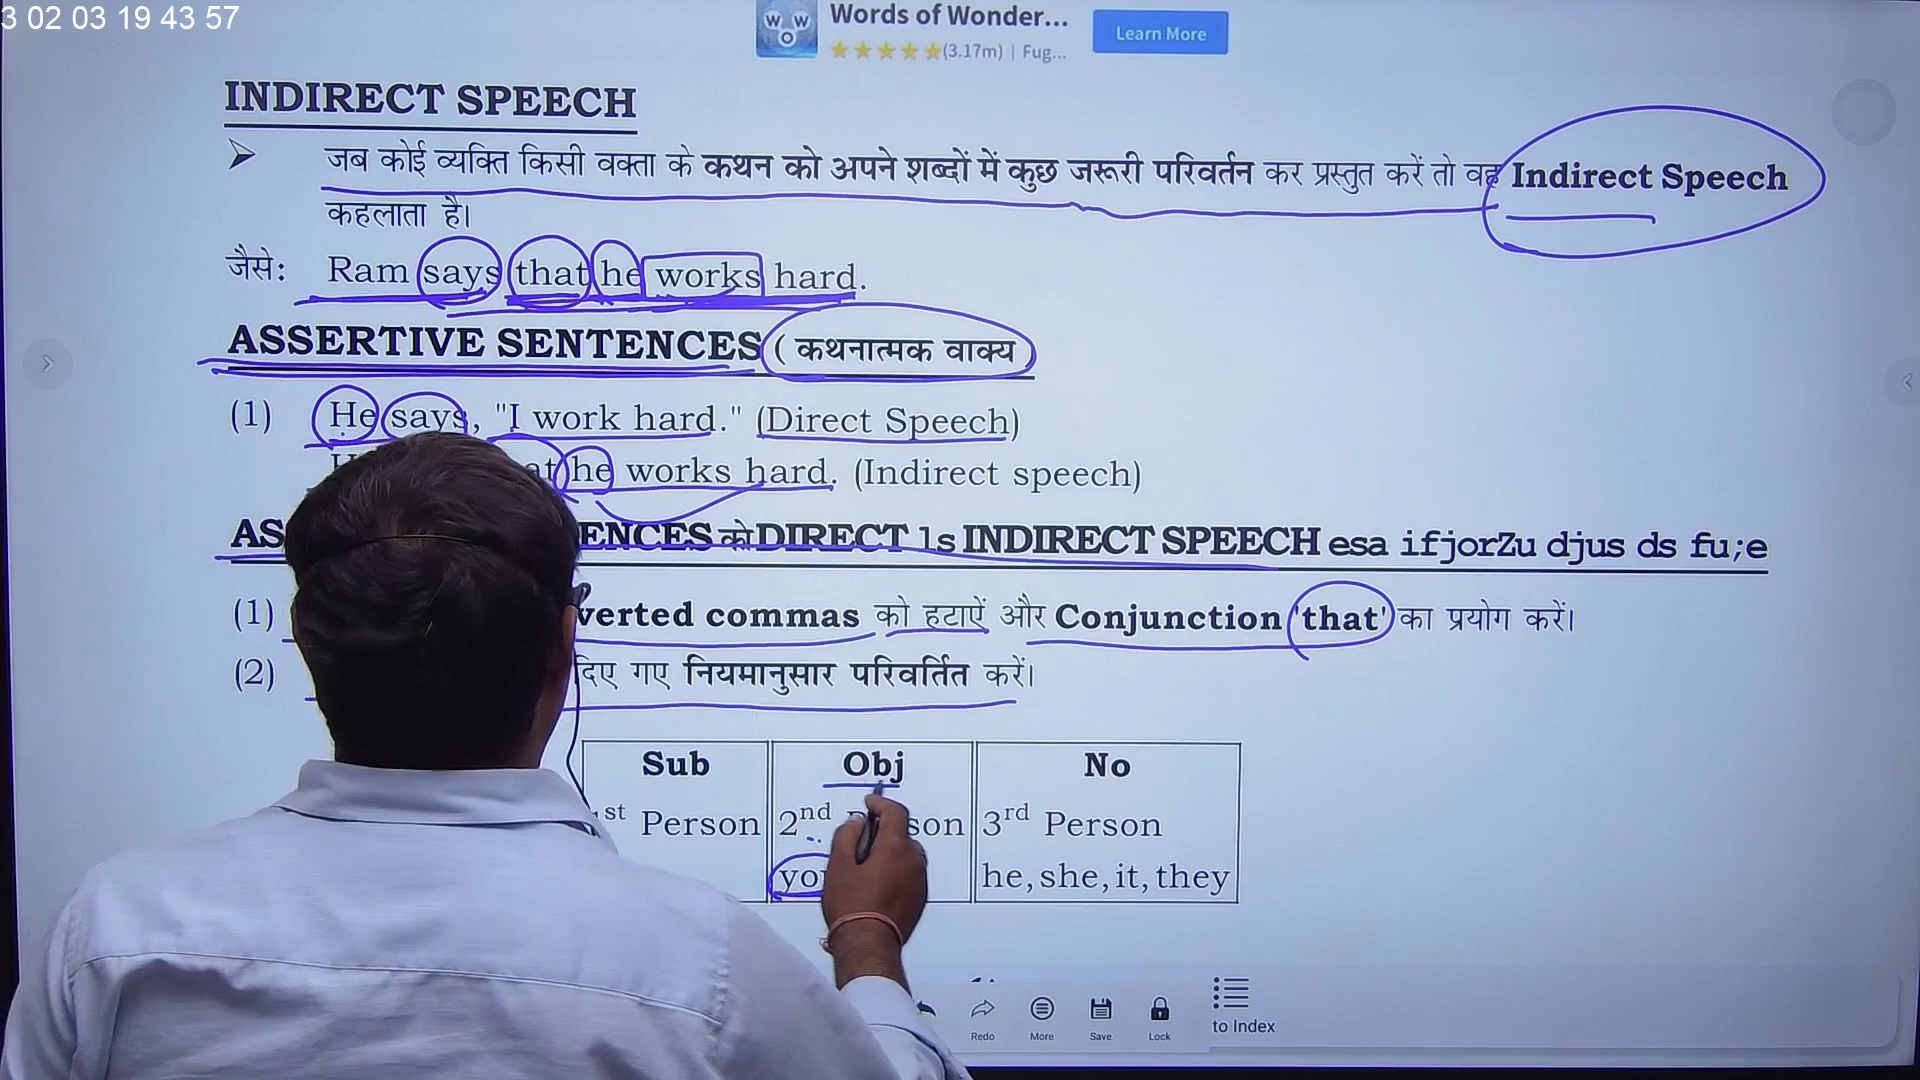 3 02 03 19 43 57
Words of Wonder...
(3.17m) | Fug...
Learn More
INDIRECT SPEECH
➢ जब कोई व्यक्ति किसी वक्ता के कथन को अपने शब्दों में कुछ जरूरी परिवर्तन कर प्रस्तुत करें तो वह Indirect Speech
कहलाता है।
जैसे: Ram says that he works hard.
ASSERTIVE SENTENCES ( कथनात्मक वाक्य )
(1) He says, "I work hard." (Direct Speech)
he works hard. (Indirect speech)
DIRECT ls INDIRECT SPEECH esa ifjorZu djus ds fu;e
(1) commas को हटाऐं और Conjunction 'that' का प्रयोग करें।
(2) दिए गए नियमानुसार परिवर्तित करें।
Sub Obj No
Person 2nd 3rd Person
he, she, it, they
Redo More Save Lock to Index